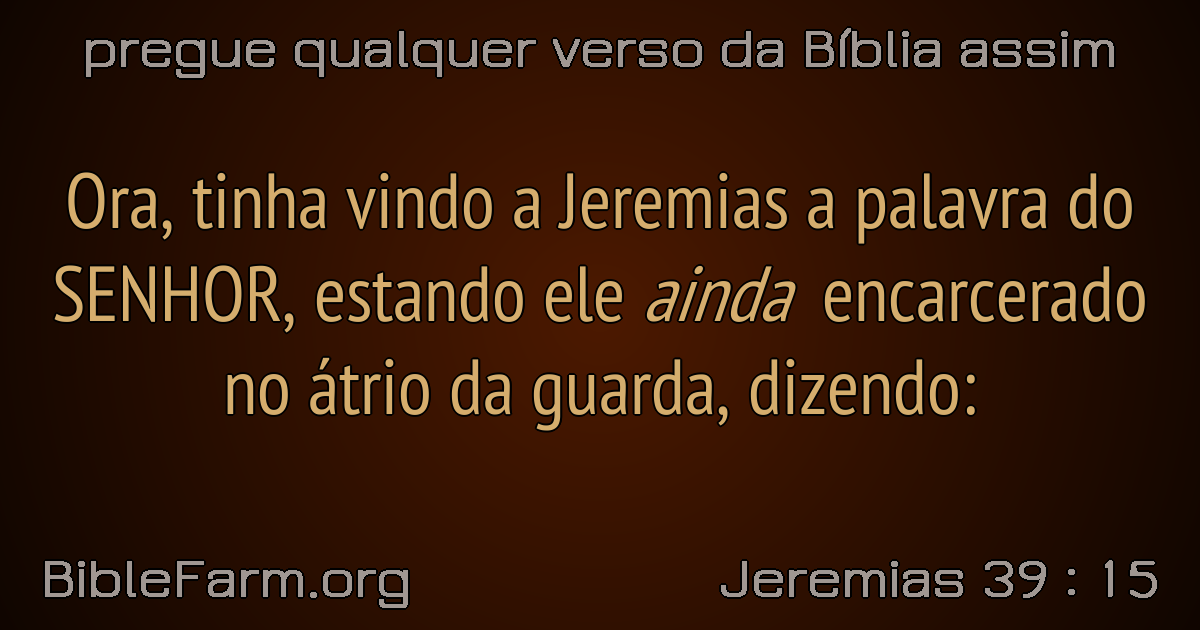 pregue qualquer verso da Bíblia assim
Ora, tinha vindo a Jeremias a palavra do
SENHOR, estando ele ainda encarcerado
no átrio da guarda, dizendo:
BibleFarm.org
Jeremias 39 : 15